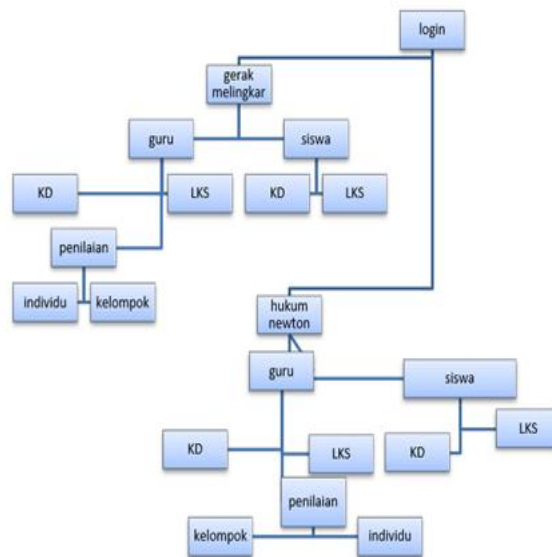 login
gerak
melingkar
guru
siswa
KD
LKS
KD
LKS
penilaian
individu
kelompok
hukum
newton
guru
siswa
KD
LKS
KD
LKS
penilaian
kelompok
individu